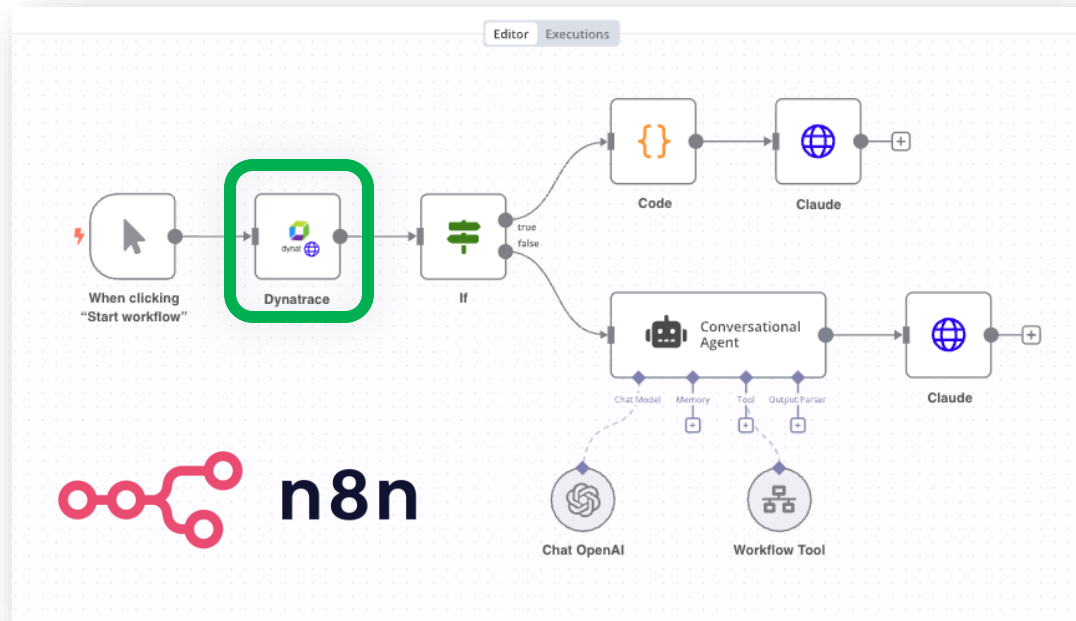 Editor Executions
Code
Claude
true
false
dynat
When clicking
“Start workflow”
Dynatrace
If
Conversational
Agent
Chat Model Memory Tool Output Parser
Claude
n8n
Chat OpenAI Workflow Tool